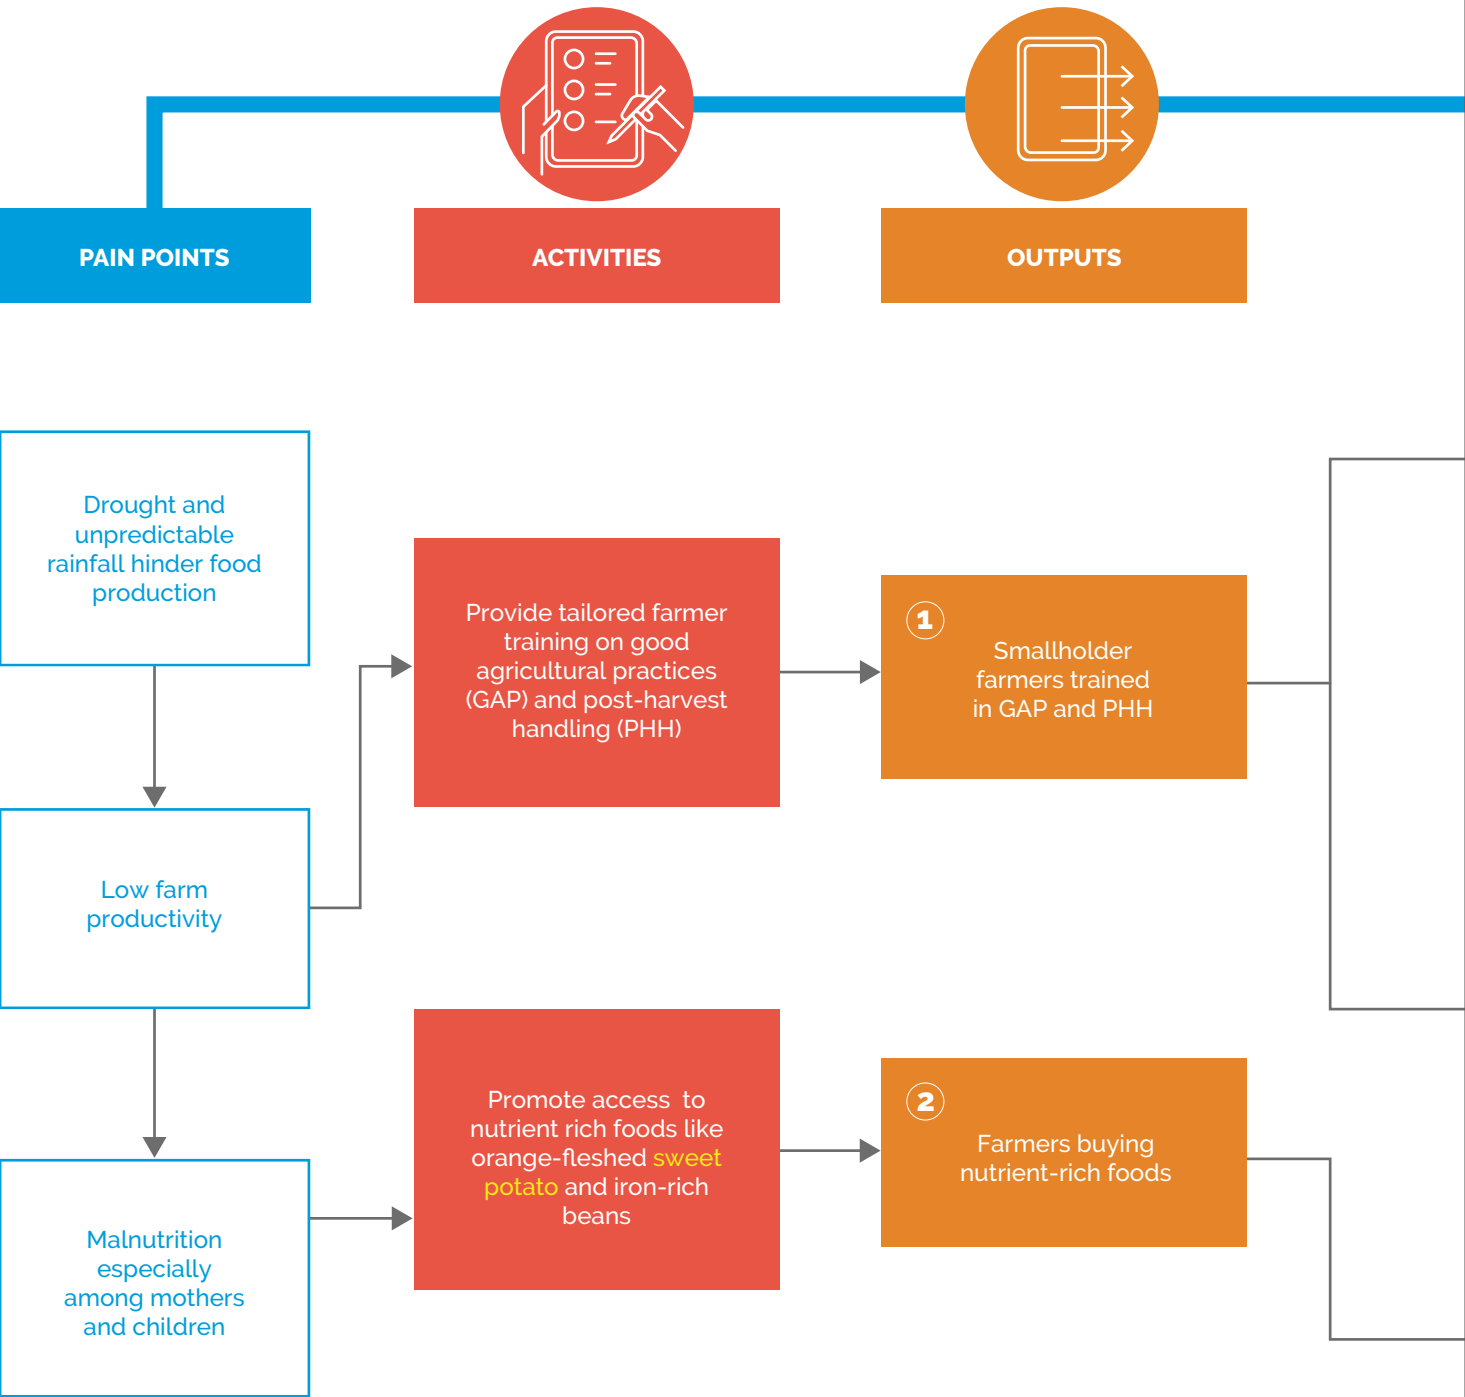 PAIN POINTS
ACTIVITIES
OUTPUTS
Drought and
unpredictable
rainfall hinder food
production
Low farm
productivity
Malnutrition
especially
among mothers
and children
Provide tailored farmer
training on good
agricultural practices
(GAP) and post-harvest
handling (PHH)
Promote access  to
nutrient rich foods like
orange-fleshed sweet
potato and iron-rich
beans
1
Smallholder
farmers trained
in GAP and PHH
2
Farmers buying
nutrient-rich foods